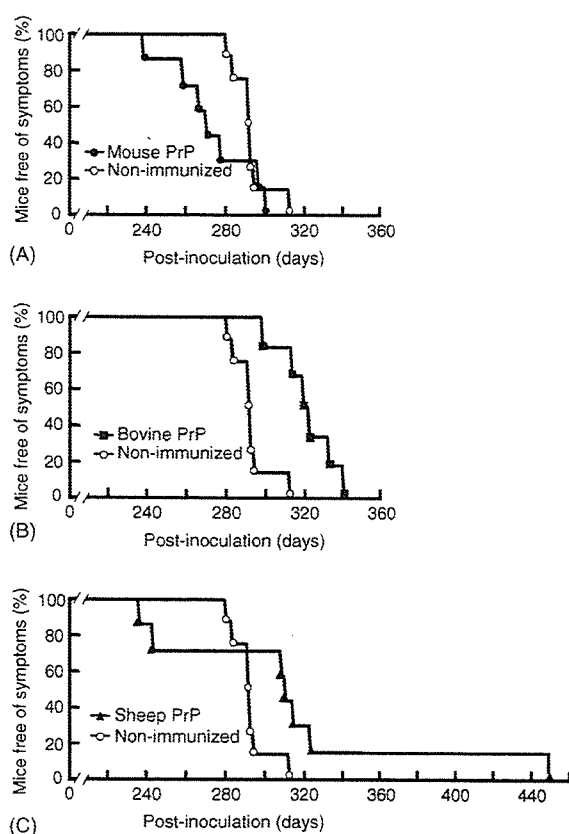 Mice free of symptoms (%)
100
80
60
40
20
0
Mouse PrP
Non-immunized
0 240 280 320 360
Post-inoculation (days)
(A)
Mice free of symptoms (%)
100
80
60
40
20
0
Bovine PrP
Non-immunized
0 240 280 320 360
Post-inoculation (days)
(B)
Mice free of symptoms (%)
100
80
60
40
20
0
Sheep PrP
Non-immunized
0 240 280 320 360 400 440
Post-inoculation (days)
(C)